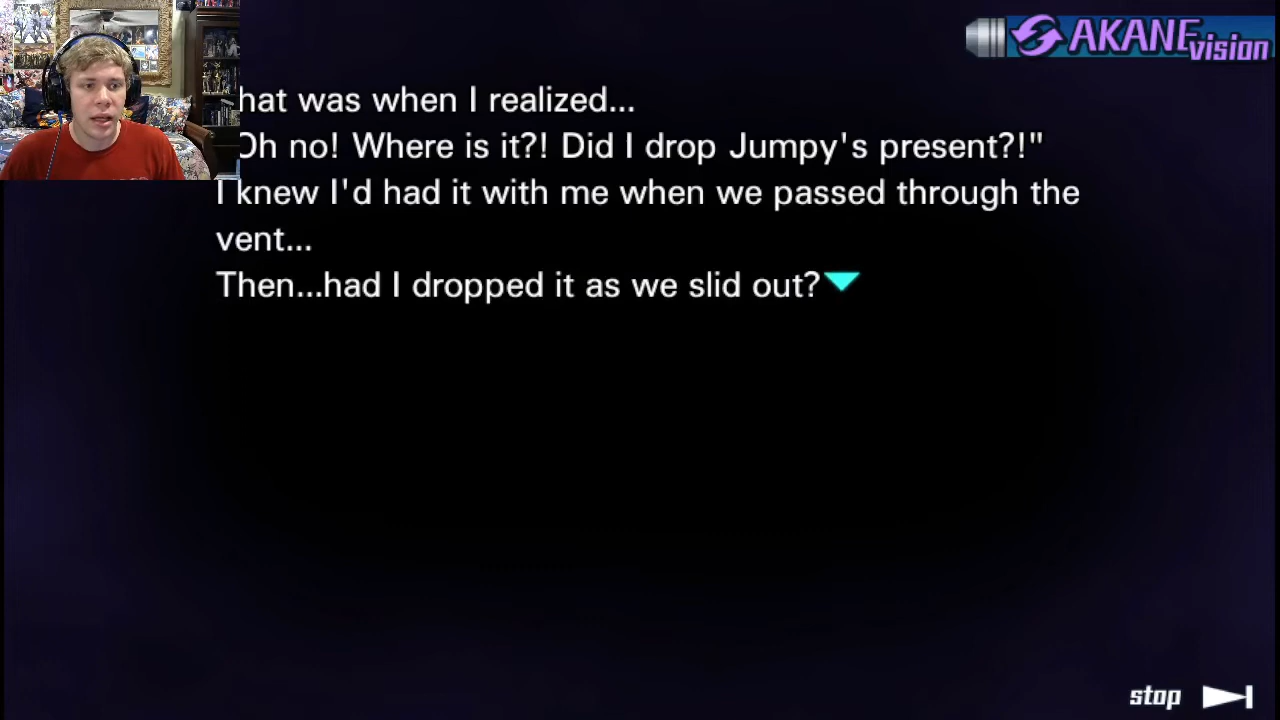 AKANE vision
hat was when I realized...
Oh no! Where is it?! Did I drop Jumpy's present?!"
I knew I'd had it with me when we passed through the
vent...
Then...had I dropped it as we slid out?
stop